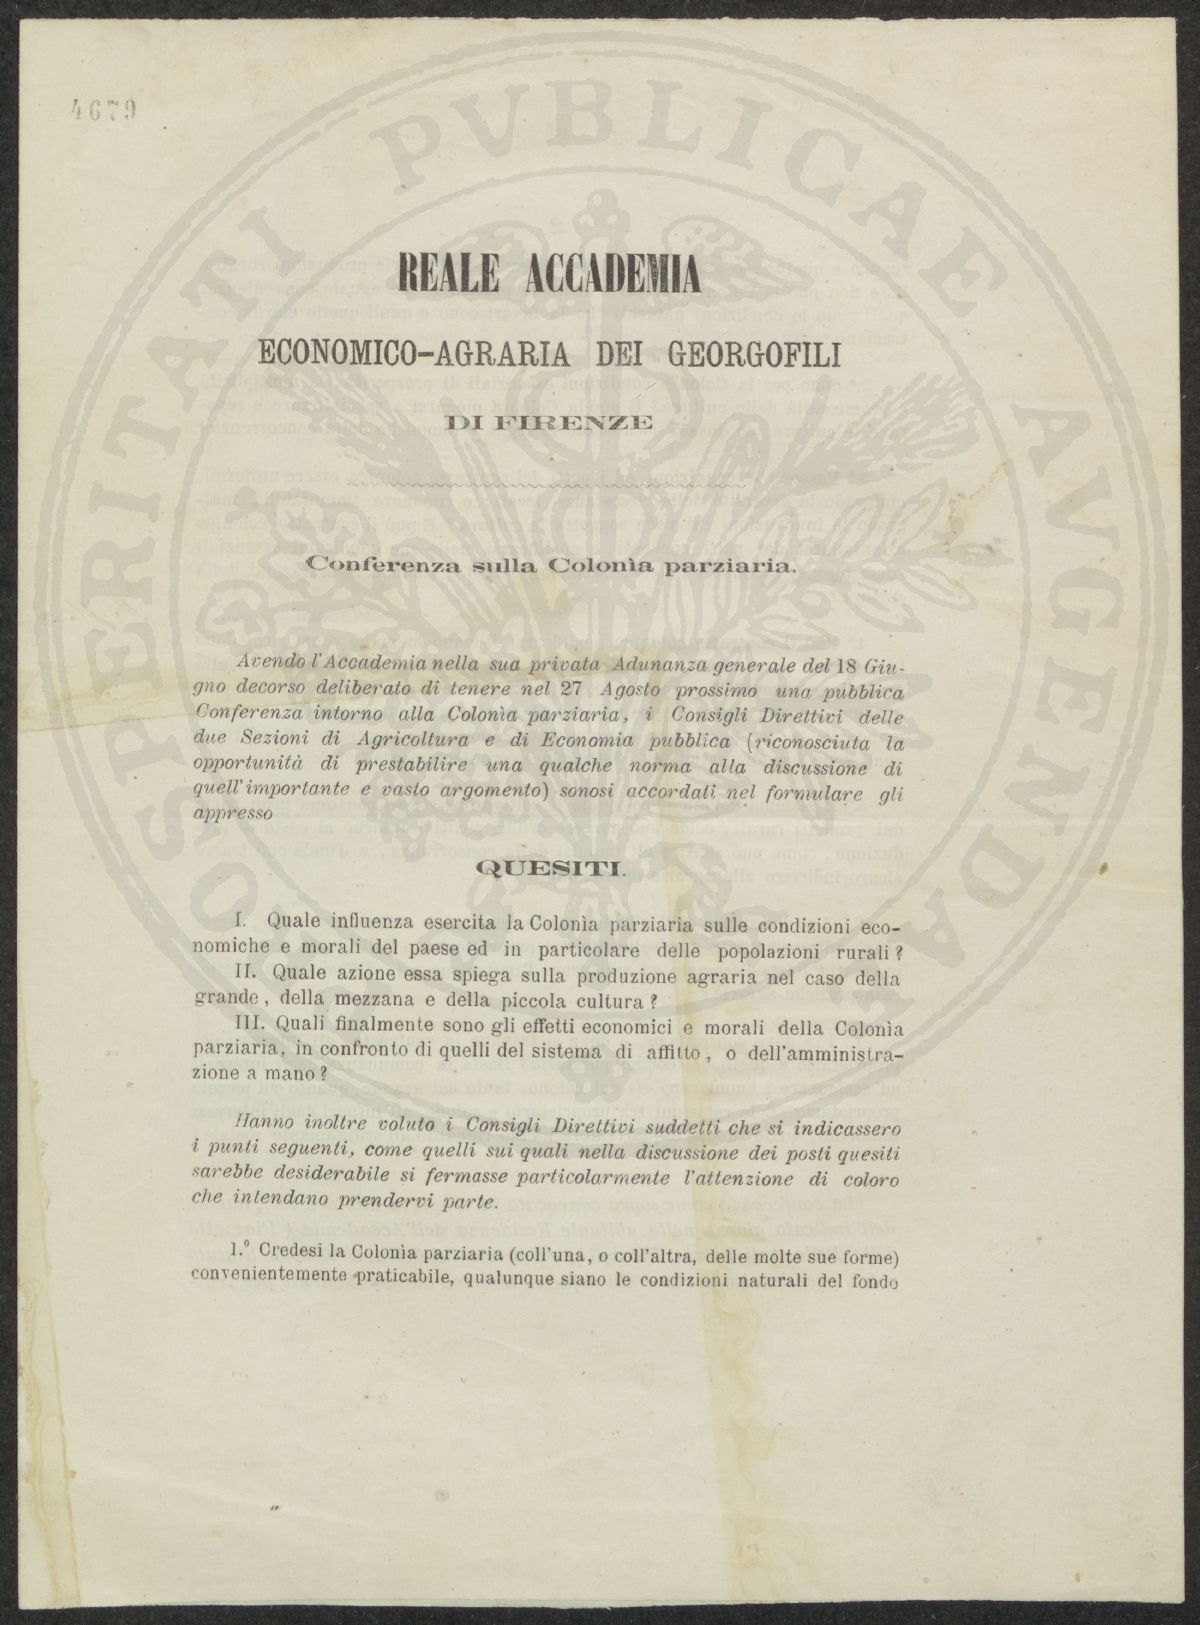 PROSPERITATI PVBLICAE AVGENDAE
4679
REALE ACCADEMIA
ECONOMICO-AGRARIA DEI GEORGOFILI
DI FIRENZE
Conferenza sulla Colonìa parziaria.
Avendo l'Accademia nella sua privata Adunanza generale del 18 Giu-
gno decorso deliberato di tenere nel 27 Agosto prossimo una pubblica
Conferenza intorno alla Colonìa parziaria, i Consigli Direttivi delle
due Sezioni di Agricoltura e di Economia pubblica (riconosciuta la
opportunità di prestabilire una qualche norma alla discussione di
quell'importante e vasto argomento) sonosi accordati nel formulare gli
appresso
QUESITI.
I. Quale influenza esercita la Colonìa parziaria sulle condizioni eco-
nomiche e morali del paese ed in particolare delle popolazioni rurali?
II. Quale azione essa spiega sulla produzione agraria nel caso della
grande, della mezzana e della piccola cultura?
III. Quali finalmente sono gli effetti economici e morali della Colonìa
parziaria, in confronto di quelli del sistema di affitto, o dell'amministra-
zione a mano?
Hanno inoltre voluto i Consigli Direttivi suddetti che si indicassero
i punti seguenti, come quelli sui quali nella discussione dei posti quesiti
sarebbe desiderabile si fermasse particolarmente l'attenzione di coloro
che intendano prendervi parte.
1.° Credesi la Colonìa parziaria (coll'una, o coll'altra, delle molte sue forme)
convenientemente praticabile, qualunque siano le condizioni naturali del fondo